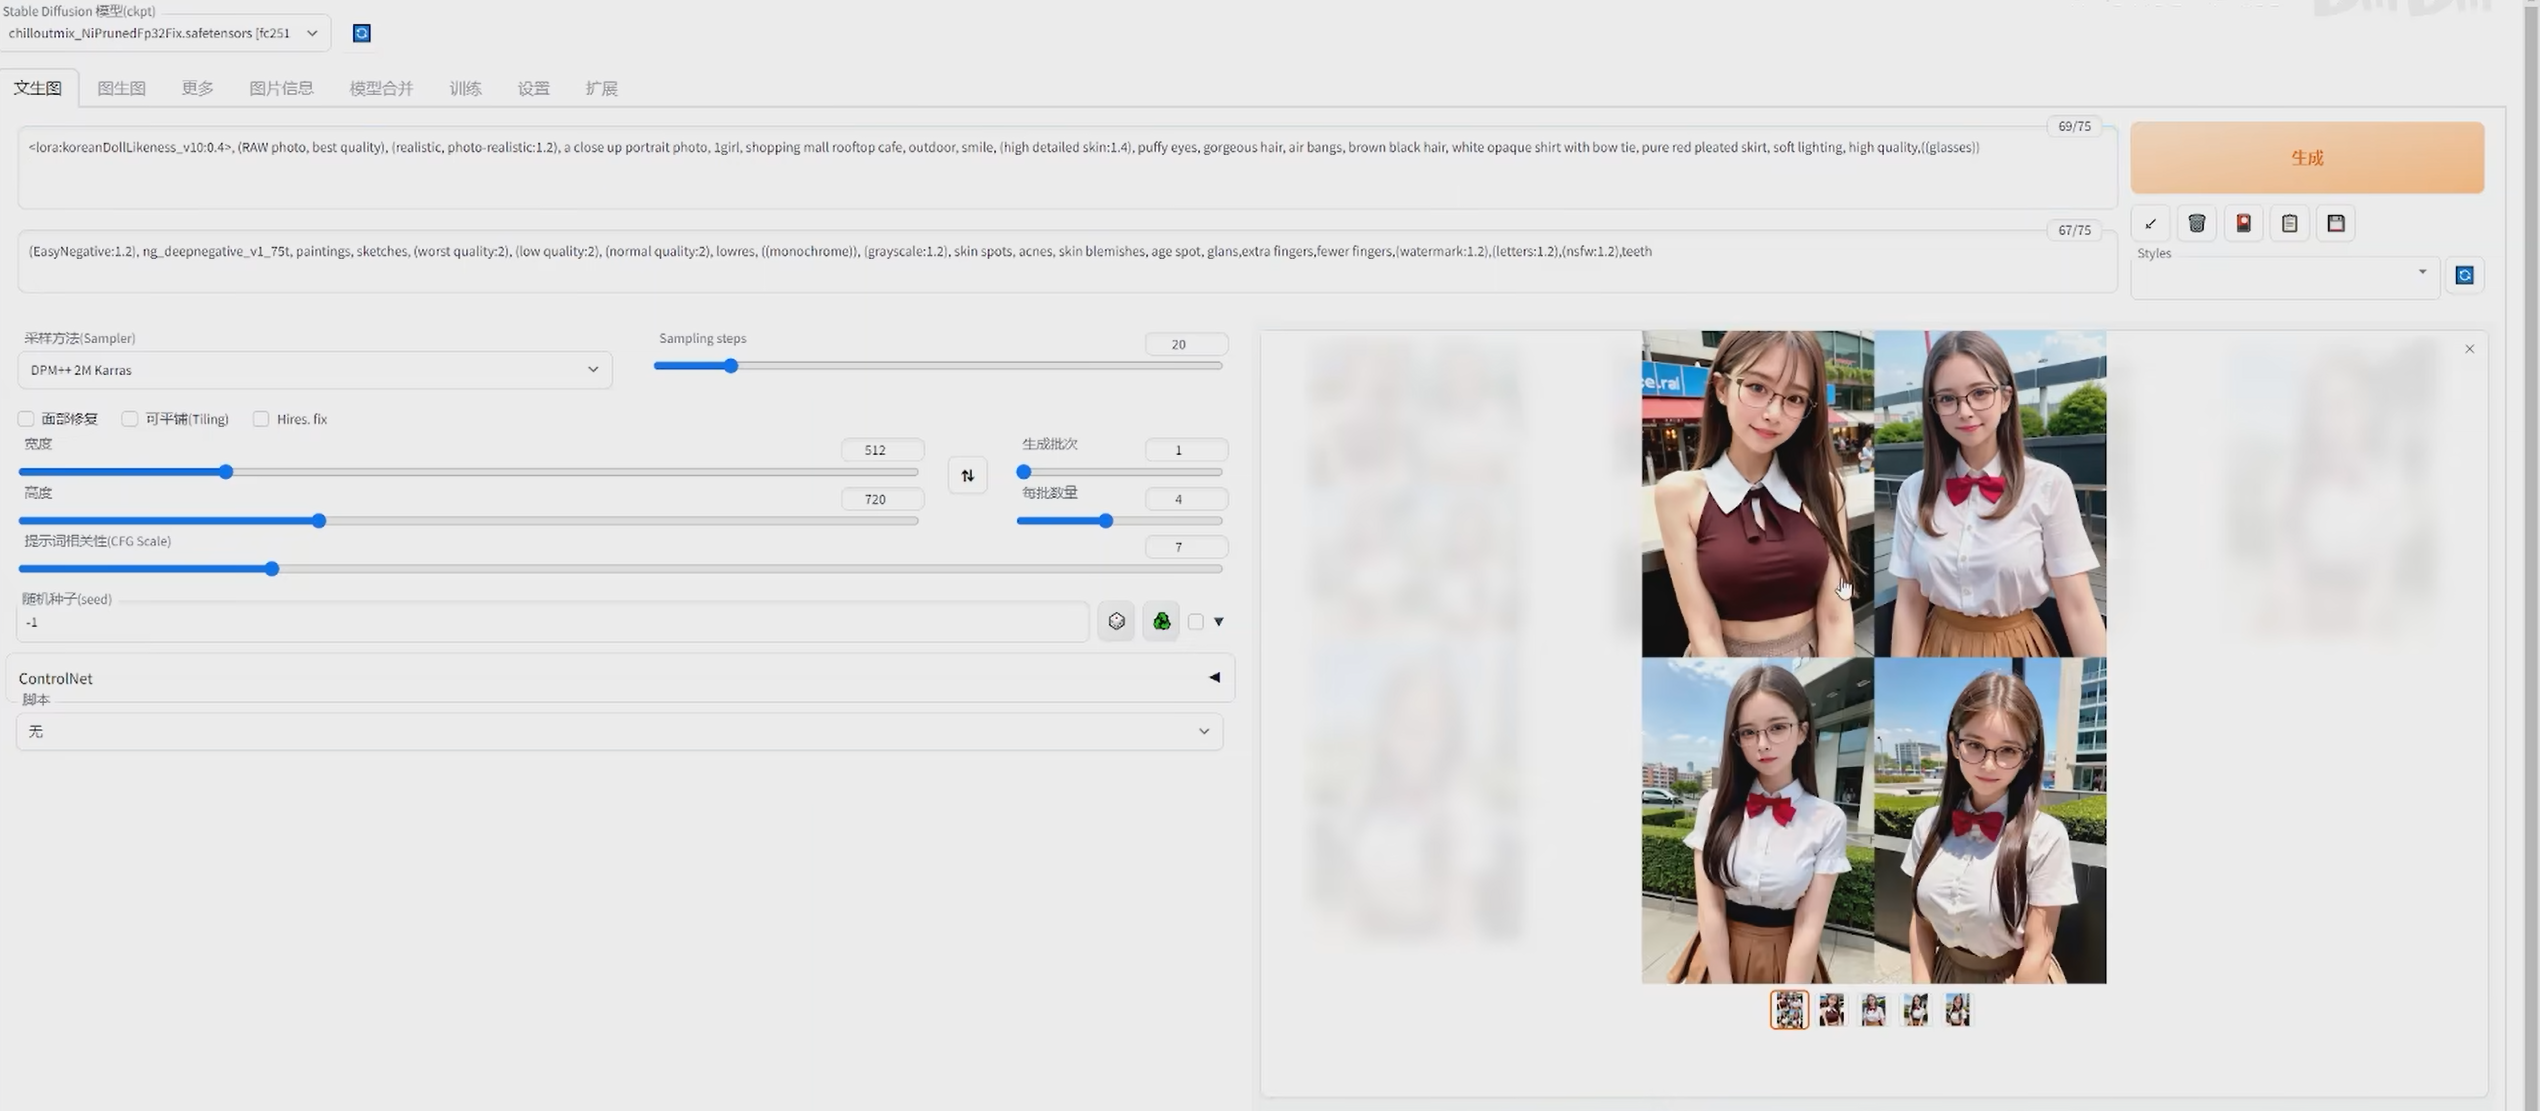 Stable Diffusion 模型(ckpt)
chilloutmix_NiPrunedFp32Fix.safetensors [fc251
文生图 图生图 更多 图片信息 模型合并 训练 设置 扩展
69/75
<lora:koreanDollLikeness_v10:0.4>, (RAW photo, best quality), (realistic, photo-realistic:1.2), a close up portrait photo, 1girl, shopping mall rooftop cafe, outdoor, smile, (high detailed skin:1.4), puffy eyes, gorgeous hair, air bangs, brown black hair, white opaque shirt with bow tie, pure red pleated skirt, soft lighting, high quality,((glasses))
生成
67/75
(EasyNegative:1.2), ng_deepnegative_v1_75t, paintings, sketches, (worst quality:2), (low quality:2), (normal quality:2), lowres, ((monochrome)), (grayscale:1.2), skin spots, acnes, skin blemishes, age spot, glans,extra fingers,fewer fingers,(watermark:1.2),(letters:1.2),(nsfw:1.2),teeth
Styles
采样方法(Sampler)
DPM++ 2M Karras
Sampling steps
20
面部修复 可平铺(Tiling) Hires. fix
宽度
512
生成批次
1
高度
720
每批数量
4
提示词相关性(CFG Scale)
7
随机种子(seed)
-1
ControlNet
脚本
无